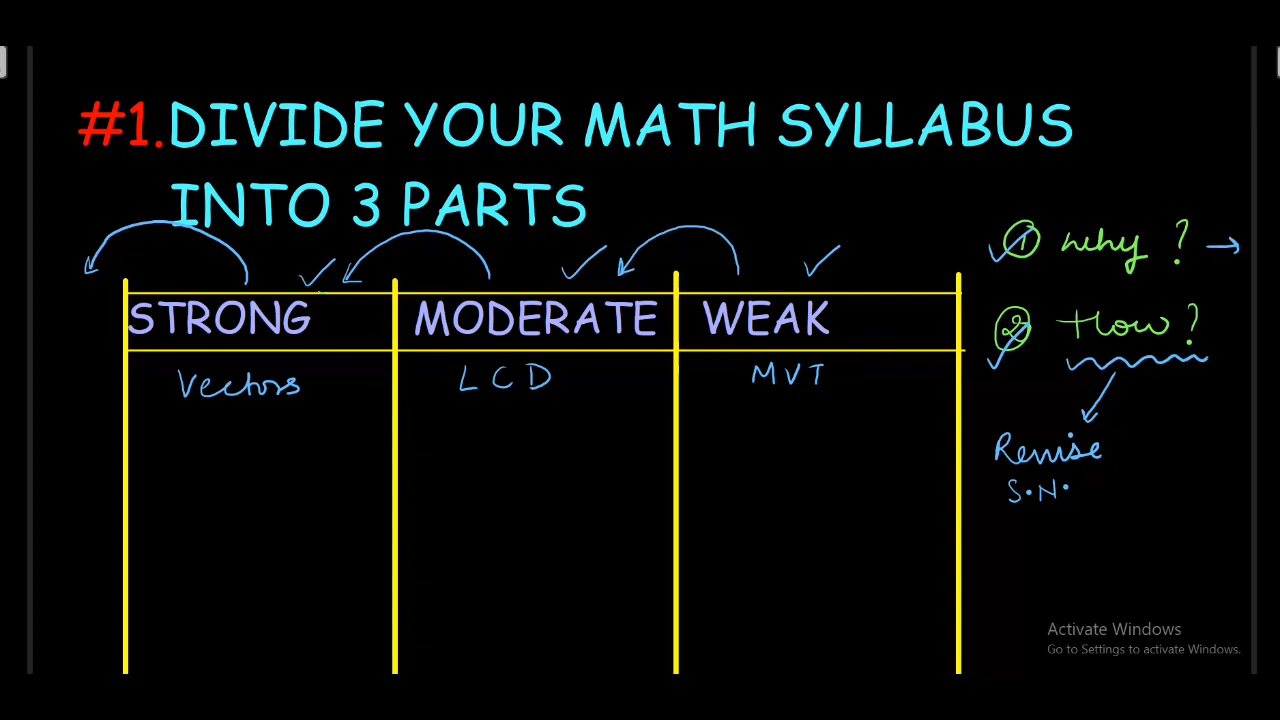 #1. DIVIDE YOUR MATH SYLLABUS
INTO 3 PARTS
STRONG MODERATE WEAK
Vectors LCD MVT
1 Why ? →
2 How ?
Revise
S.N.
Activate Windows
Go to Settings to activate Windows.